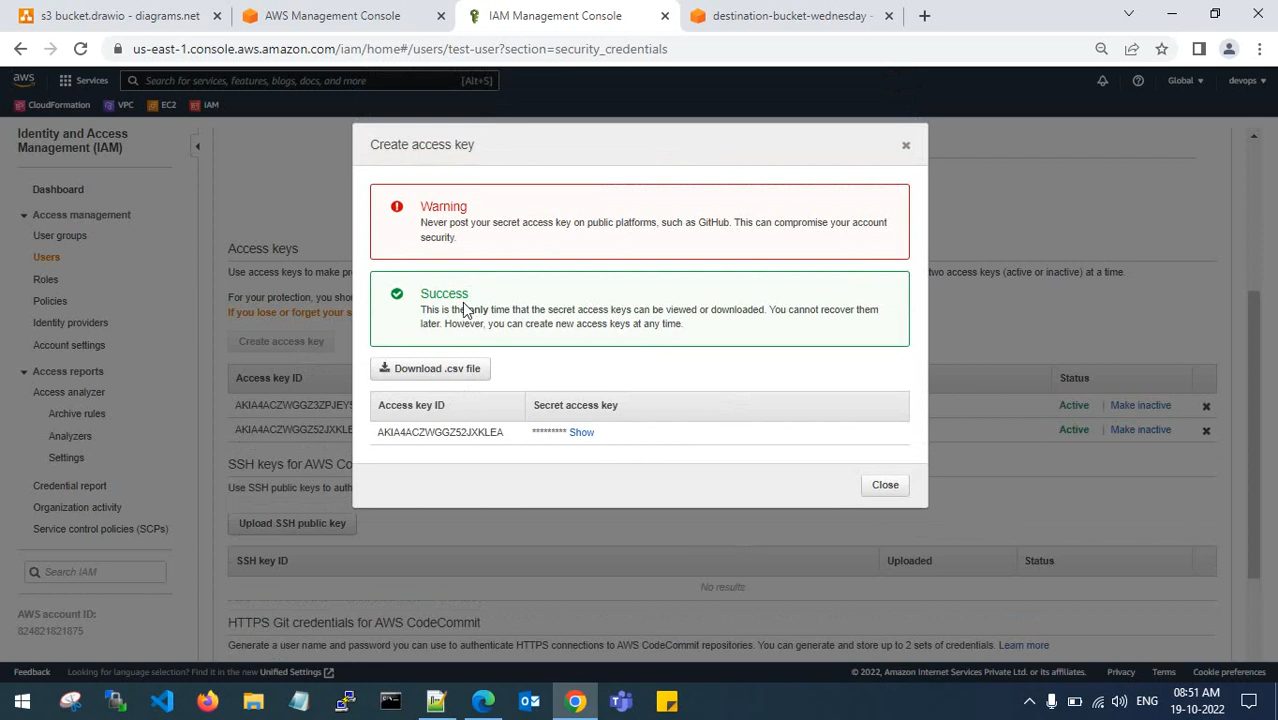 s3 bucket.drawio - diagrams.net
AWS Management Console
IAM Management Console
destination-bucket-wednesday -
us-east-1.console.aws.amazon.com/iam/home#/users/test-user?section=security_credentials
aws
Services
Search for services, features, blogs, docs, and more
[Alt+S]
Global
devops
CloudFormation
VPC
EC2
IAM
Identity and Access
Management (IAM)
Dashboard
Access management
User groups
Users
Roles
Policies
Identity providers
Account settings
Access reports
Access analyzer
Archive rules
Analyzers
Settings
Credential report
Organization activity
Service control policies (SCPs)
Search IAM
AWS account ID:
824821821875
Create access key
Warning
Never post your secret access key on public platforms, such as GitHub. This can compromise your account
security.
Success
This is the only time that the secret access keys can be viewed or downloaded. You cannot recover them
later. However, you can create new access keys at any time.
Download .csv file
Access key ID
Secret access key
AKIA4ACZWGGZ52JXKLEA
********* Show
Close
Access keys
Use access keys to make pr
two access keys (active or inactive) at a time.
For your protection, you sho
If you lose or forget your s
Create access key
Access key ID
Status
AKIA4ACZWGGZ3ZPJEY
Active
Make inactive
AKIA4ACZWGGZ52JXKLE
Active
Make inactive
SSH keys for AWS Co
Use SSH public keys to auth
Upload SSH public key
SSH key ID
Uploaded
Status
No results
HTTPS Git credentials for AWS CodeCommit
Generate a user name and password you can use to authenticate HTTPS connections to AWS CodeCommit repositories. You can generate and store up to 2 sets of credentials. Learn more
Feedback
Looking for language selection? Find it in the new Unified Settings
© 2022, Amazon Internet Services Private Ltd. or its affiliates.
Privacy
Terms
Cookie preferences
ENG
08:51 AM
19-10-2022